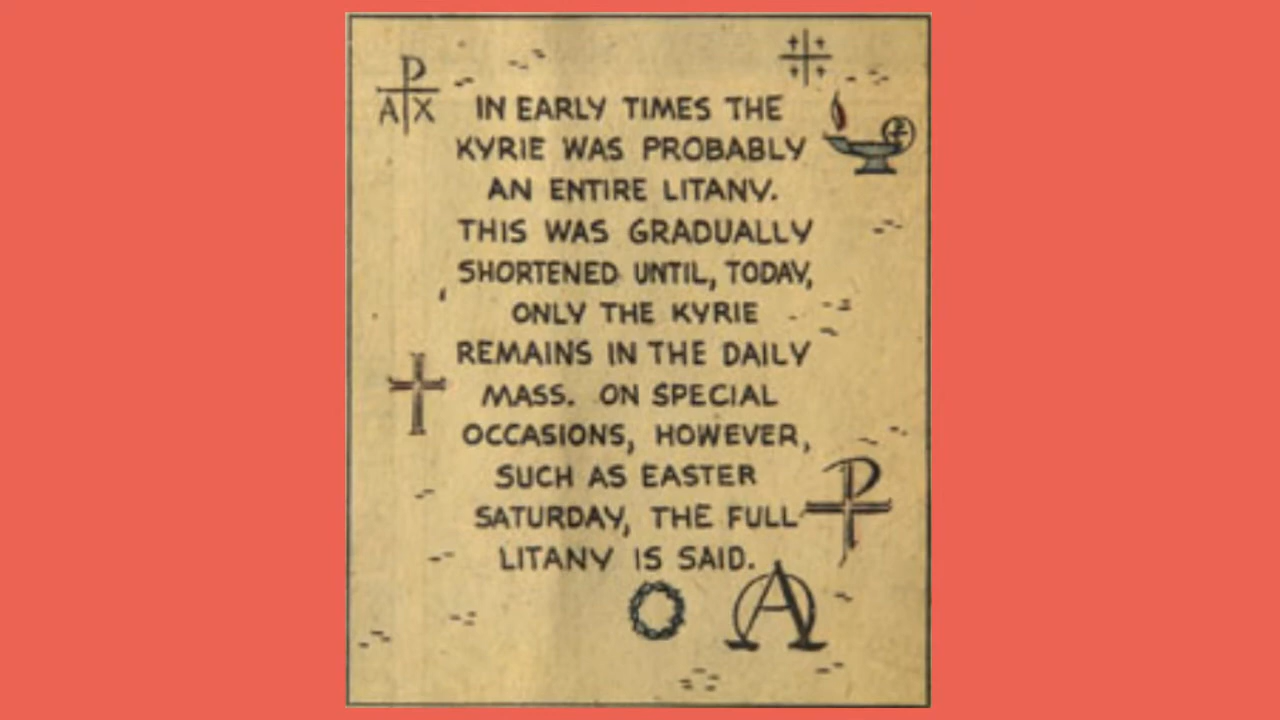 P
A X
IN EARLY TIMES THE
KYRIE WAS PROBABLY
AN ENTIRE LITANY.
THIS WAS GRADUALLY
SHORTENED UNTIL, TODAY,
ONLY THE KYRIE
REMAINS IN THE DAILY
MASS. ON SPECIAL
OCCASIONS, HOWEVER,
SUCH AS EASTER
SATURDAY, THE FULL
LITANY IS SAID.